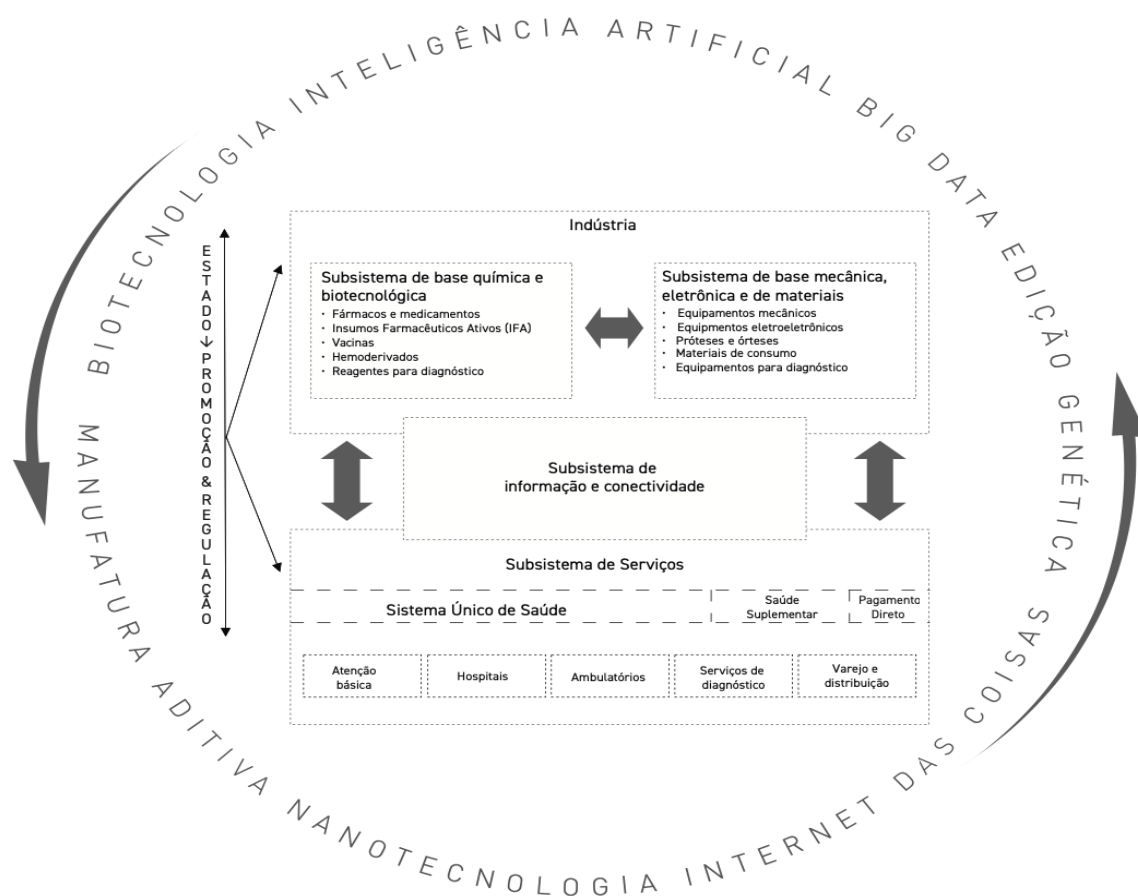 BIOTECNOLOGIA INTELIGÊNCIA ARTIFICIAL BIG DATA EDIÇÃO GENÉTICA
MANUFATURA ADITIVA NANOTECNOLOGIA INTERNET DAS COISAS
ESTADO → PROMOÇÃO & REGULAÇÃO
Indústria
Subsistema de base química e
biotecnológica
• Fármacos e medicamentos
• Insumos Farmacêuticos Ativos (IFA)
• Vacinas
• Hemoderivados
• Reagentes para diagnóstico
Subsistema de base mecânica,
eletrônica e de materiais
• Equipamentos mecânicos
• Equipmentos eletroeletrônicos
• Próteses e órteses
• Materiais de consumo
• Equipamentos para diagnóstico
Subsistema de
informação e conectividade
Subsistema de Serviços
Sistema Único de Saúde
Saúde
Suplementar
Pagamento
Direto
Atenção
básica
Hospitais
Ambulatórios
Serviços de
diagnóstico
Varejo e
distribuição